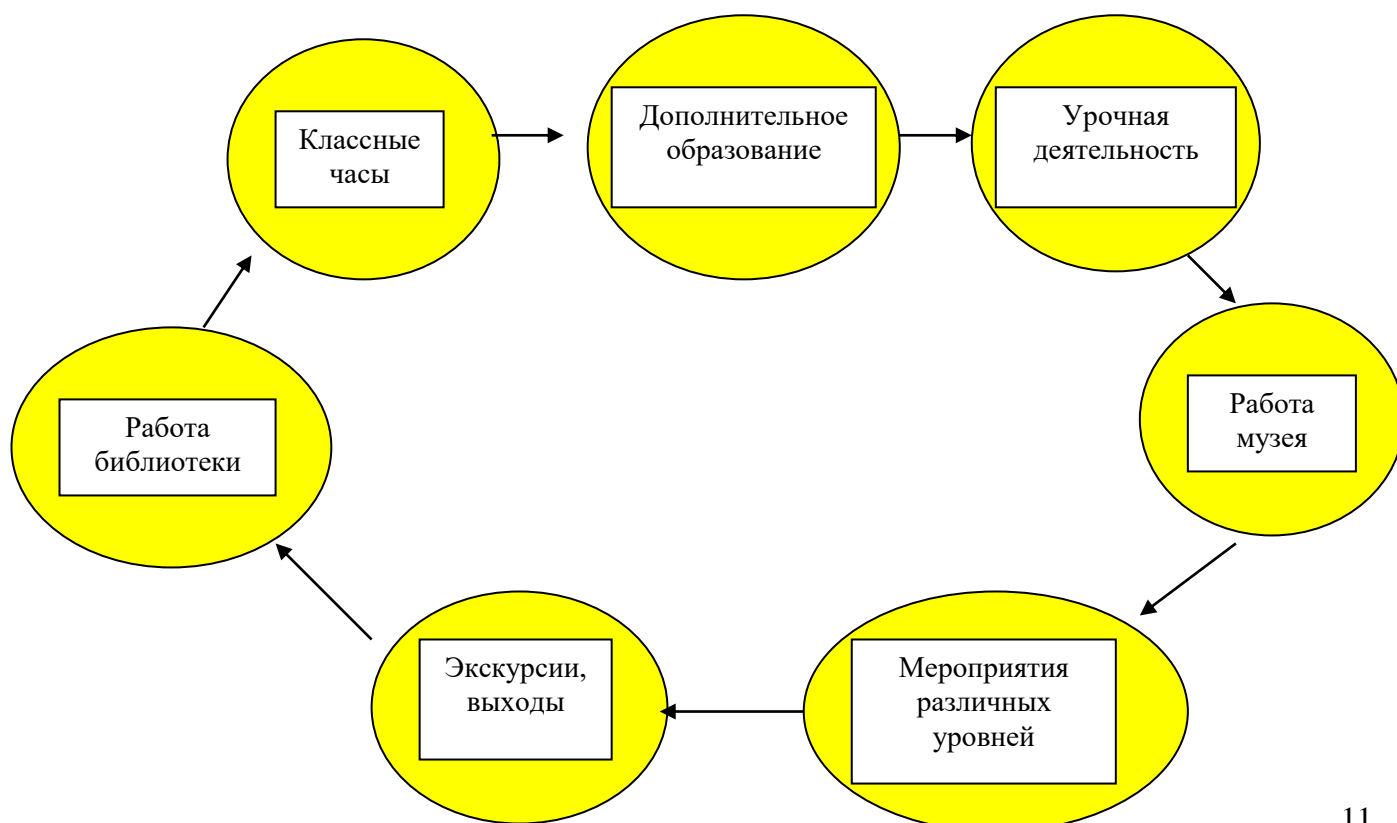 Классные
часы
Дополнительное
образование
Урочная
деятельность
Работа
музея
Мероприятия
различных
уровней
Экскурсии,
выходы
Работа
библиотеки
11